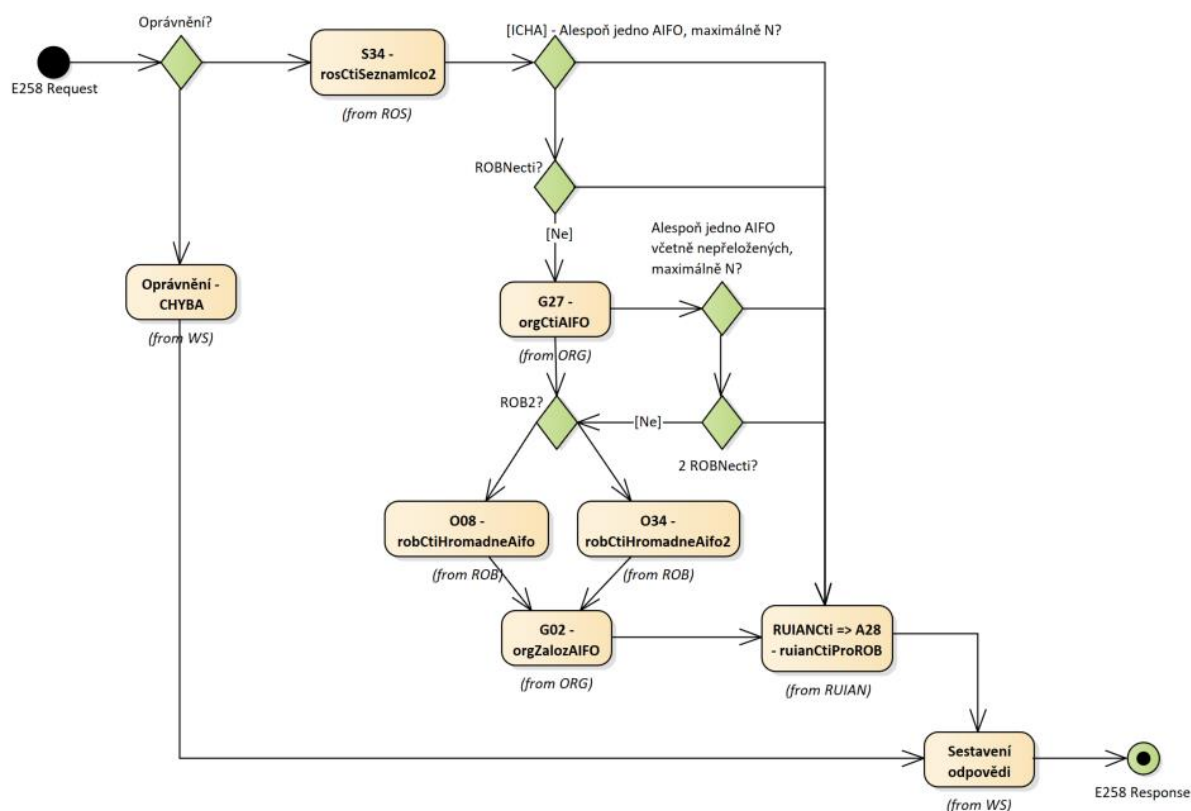 Oprávnění?
[ICHA] - Alespoň jedno AIFO, maximálně N?
E258 Request
S34 -
rosCtiSeznamIco2
(from ROS)
ROBNecti?
[Ne]
Alespoň jedno AIFO
včetně nepřeložených,
maximálně N?
Oprávnění -
CHYBA
(from WS)
G27 -
orgCtiAIFO
(from ORG)
ROB2?
[Ne]
2 ROBNecti?
O08 -
robCtiHromadneAifo
(from ROB)
O34 -
robCtiHromadneAifo2
(from ROB)
G02 -
orgZalozAIFO
(from ORG)
RUIANCti => A28
- ruianCtiProROB
(from RUIAN)
Sestavení
odpovědi
(from WS)
E258 Response